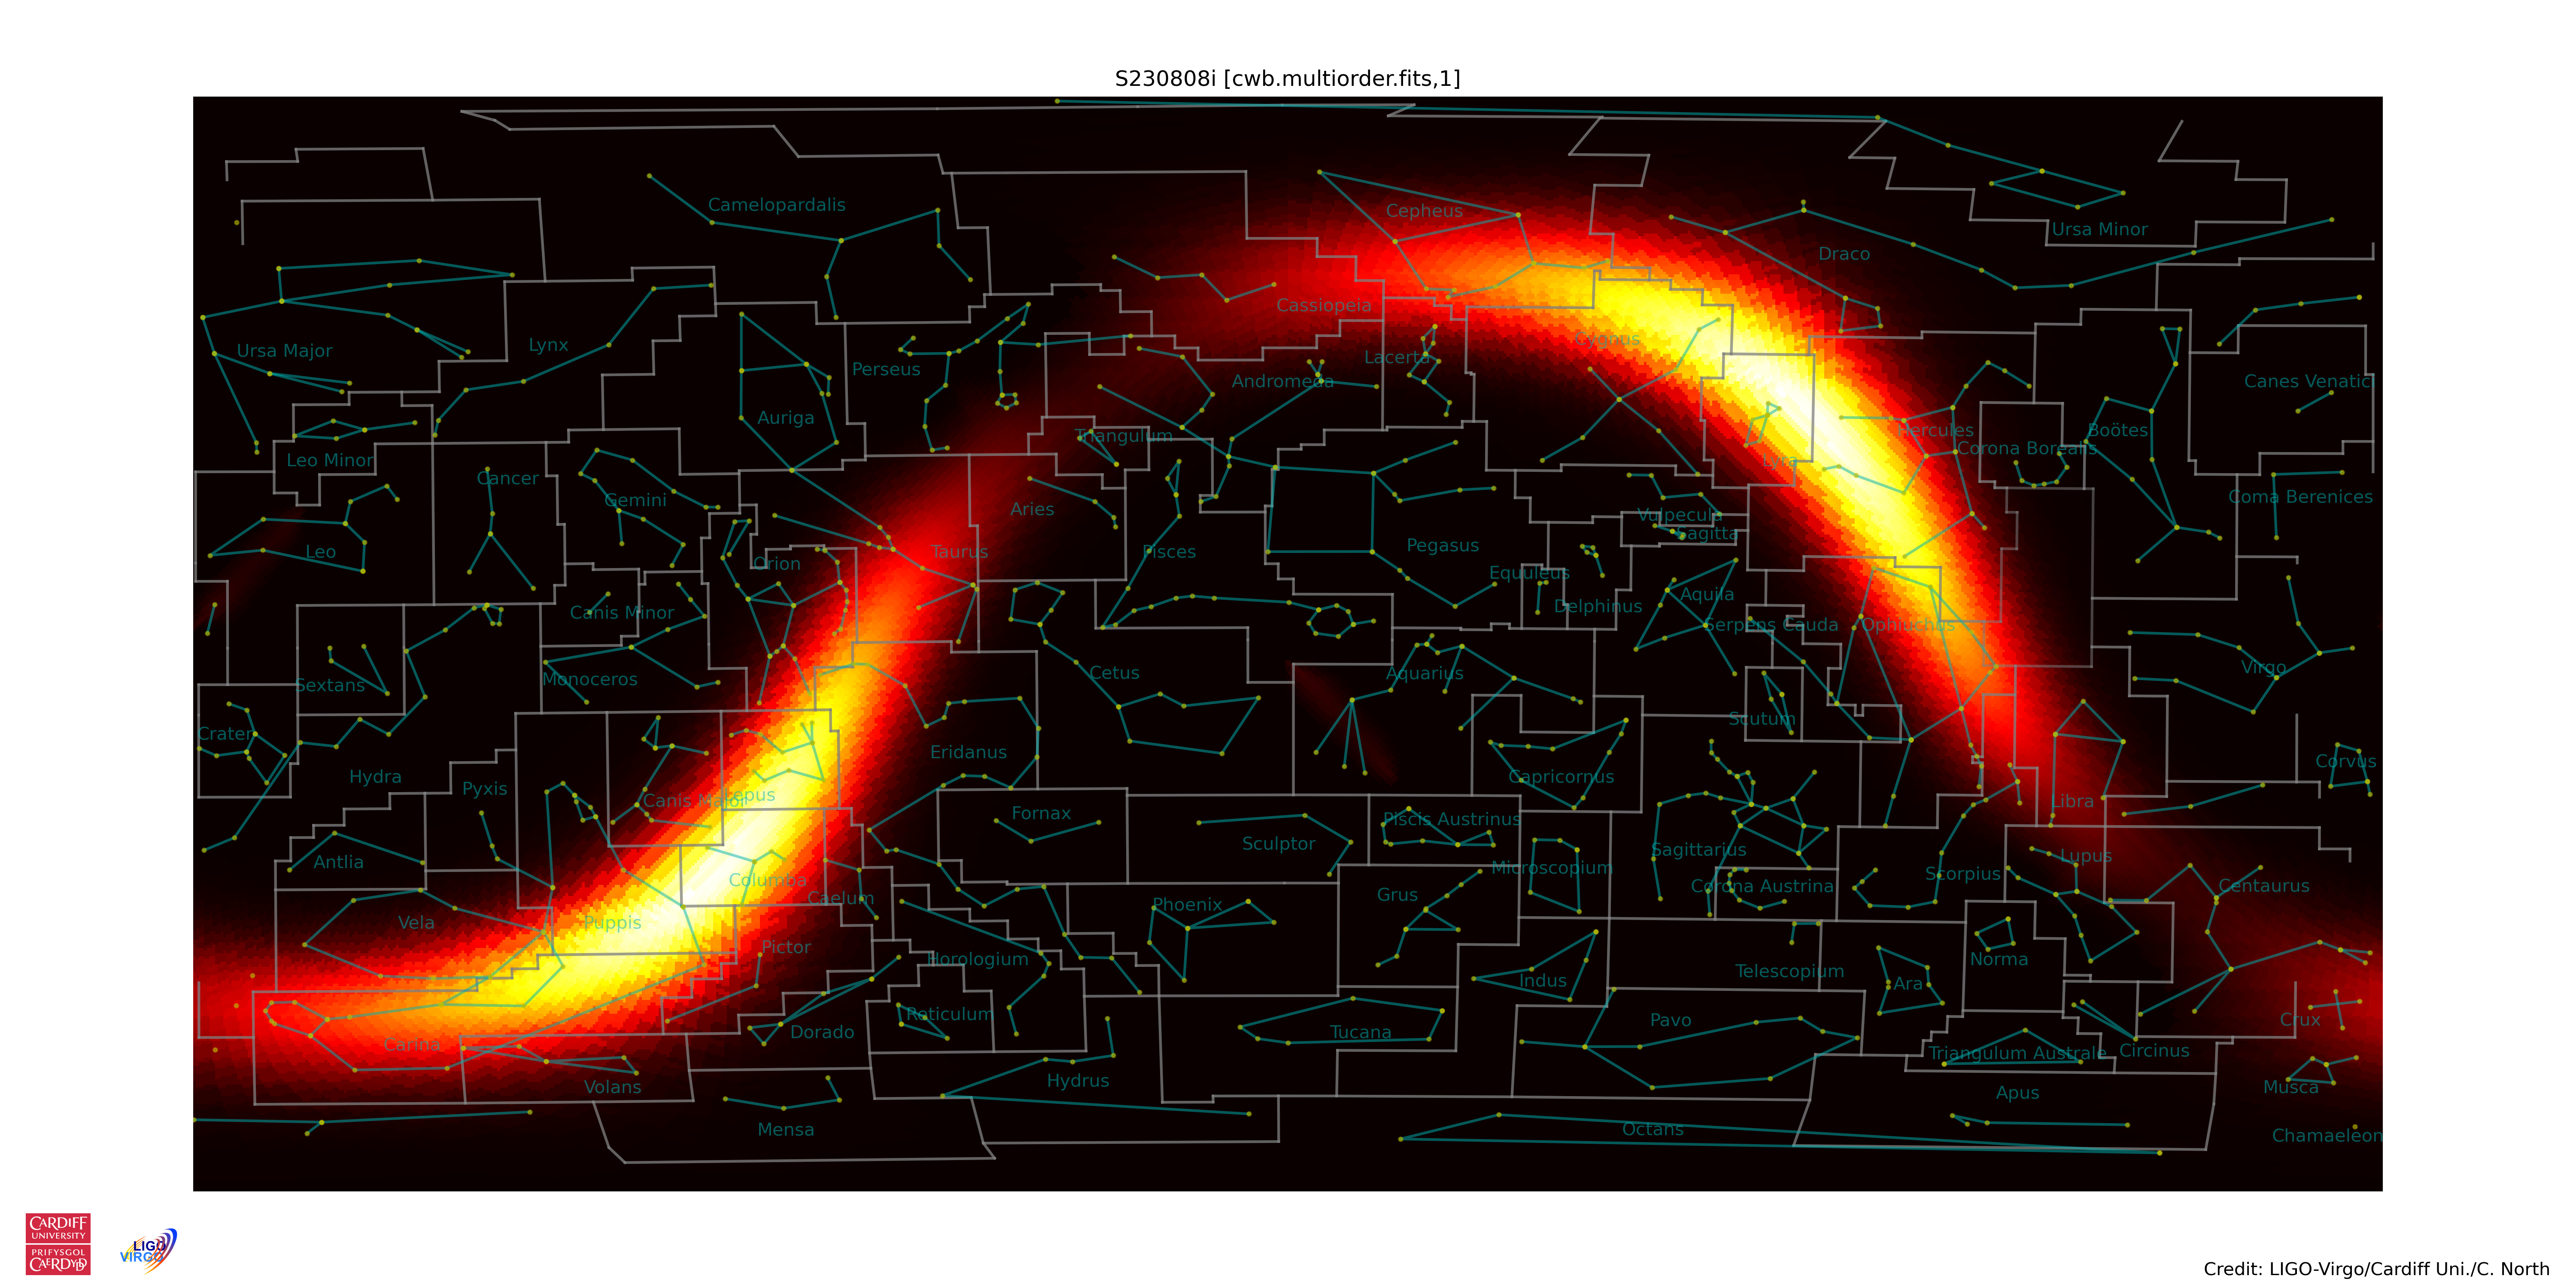 S230808i [cwb.multiorder.fits,1]
Camelopardalis
Cepheus
Ursa Minor
Draco
Cassiopeia
Ursa Major
Lynx
Perseus
Lacerta
Cygnus
Andromeda
Canes Venatici
Auriga
Triangulum
Hercules
Boötes
Corona Borealis
Leo Minor
Lyra
Cancer
Gemini
Aries
Coma Berenices
Vulpecula
Sagitta
Leo
Orion
Taurus
Pisces
Pegasus
Equuleus
Canis Minor
Delphinus
Aquila
Serpens Cauda
Ophiuchus
Sextans
Monoceros
Cetus
Aquarius
Virgo
Crater
Scutum
Eridanus
Hydra
Pyxis
Capricornus
Corvus
Canis Major
Lepus
Libra
Fornax
Piscis Austrinus
Antlia
Sculptor
Sagittarius
Lupus
Microscopium
Columba
Caelum
Grus
Corona Austrina
Scorpius
Centaurus
Vela
Puppis
Phoenix
Pictor
Horologium
Indus
Telescopium
Ara
Norma
Reticulum
Carina
Dorado
Tucana
Pavo
Crux
Triangulum Australe
Circinus
Volans
Hydrus
Apus
Musca
Mensa
Octans
Chamaeleon
CARDIFF
UNIVERSITY
PRIFYSGOL
CAERDYDD
LIGO
VIRGO
Credit: LIGO-Virgo/Cardiff Uni./C. North